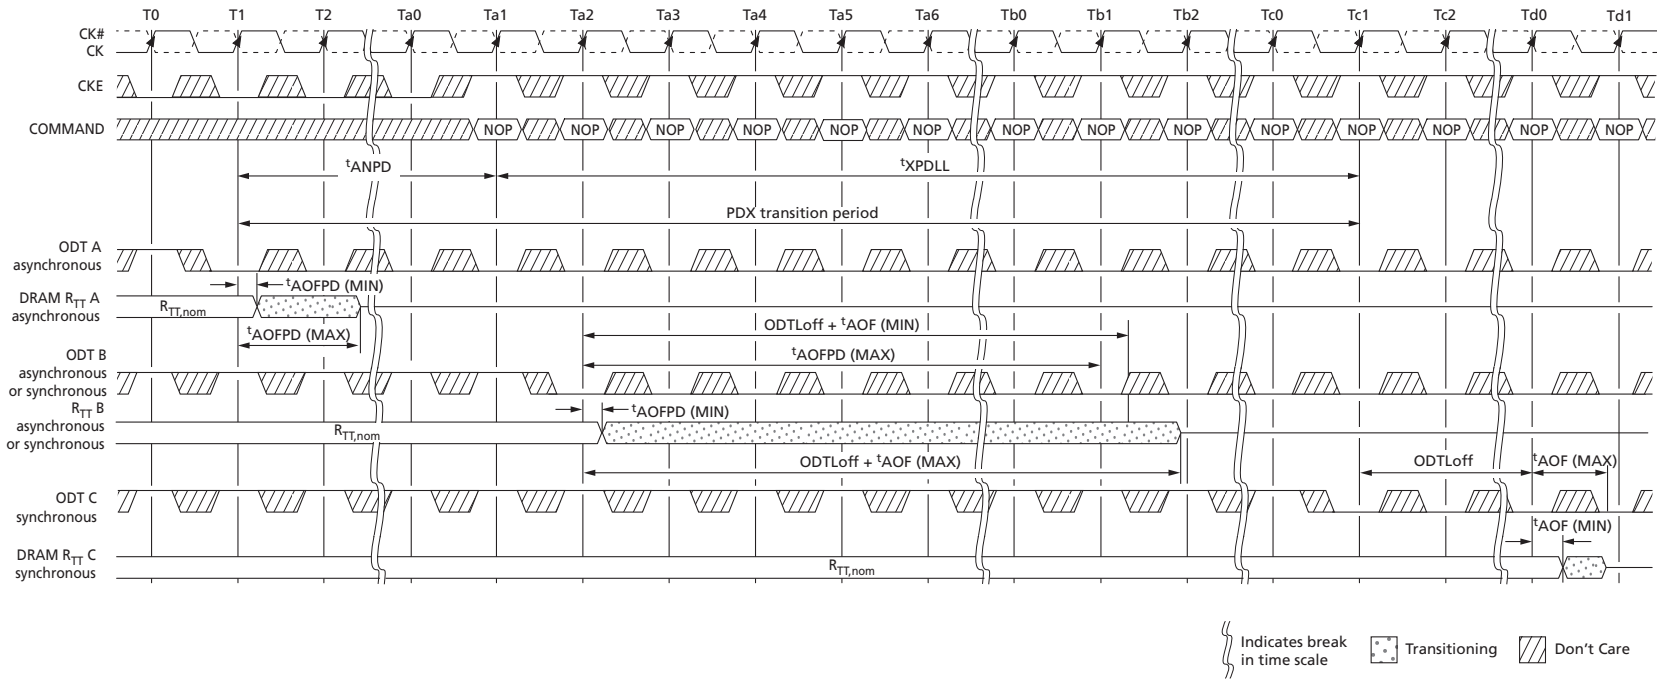 T0 T1 T2 Ta0 Ta1 Ta2 Ta3 Ta4 Ta5 Ta6 Tb0 Tb1 Tb2 Tc0 Tc1 Tc2 Td0 Td1
CK#
CK
CKE
COMMAND NOP NOP NOP NOP NOP NOP NOP NOP NOP NOP NOP NOP NOP NOP
tANPD tXPDLL
PDX transition period
ODT A
asynchronous
tAOFPD (MIN)
DRAM RTT A
asynchronous
RTT,nom
tAOFPD (MAX)
ODTLoff + tAOF (MIN)
tAOFPD (MAX)
ODT B
asynchronous
or synchronous
tAOFPD (MIN)
RTT B
asynchronous
or synchronous
RTT,nom
ODTLoff + tAOF (MAX)
ODTLoff tAOF (MAX)
ODT C
synchronous
tAOF (MIN)
DRAM RTT C
synchronous
RTT,nom
Indicates break
in time scale
Transitioning
Don't Care